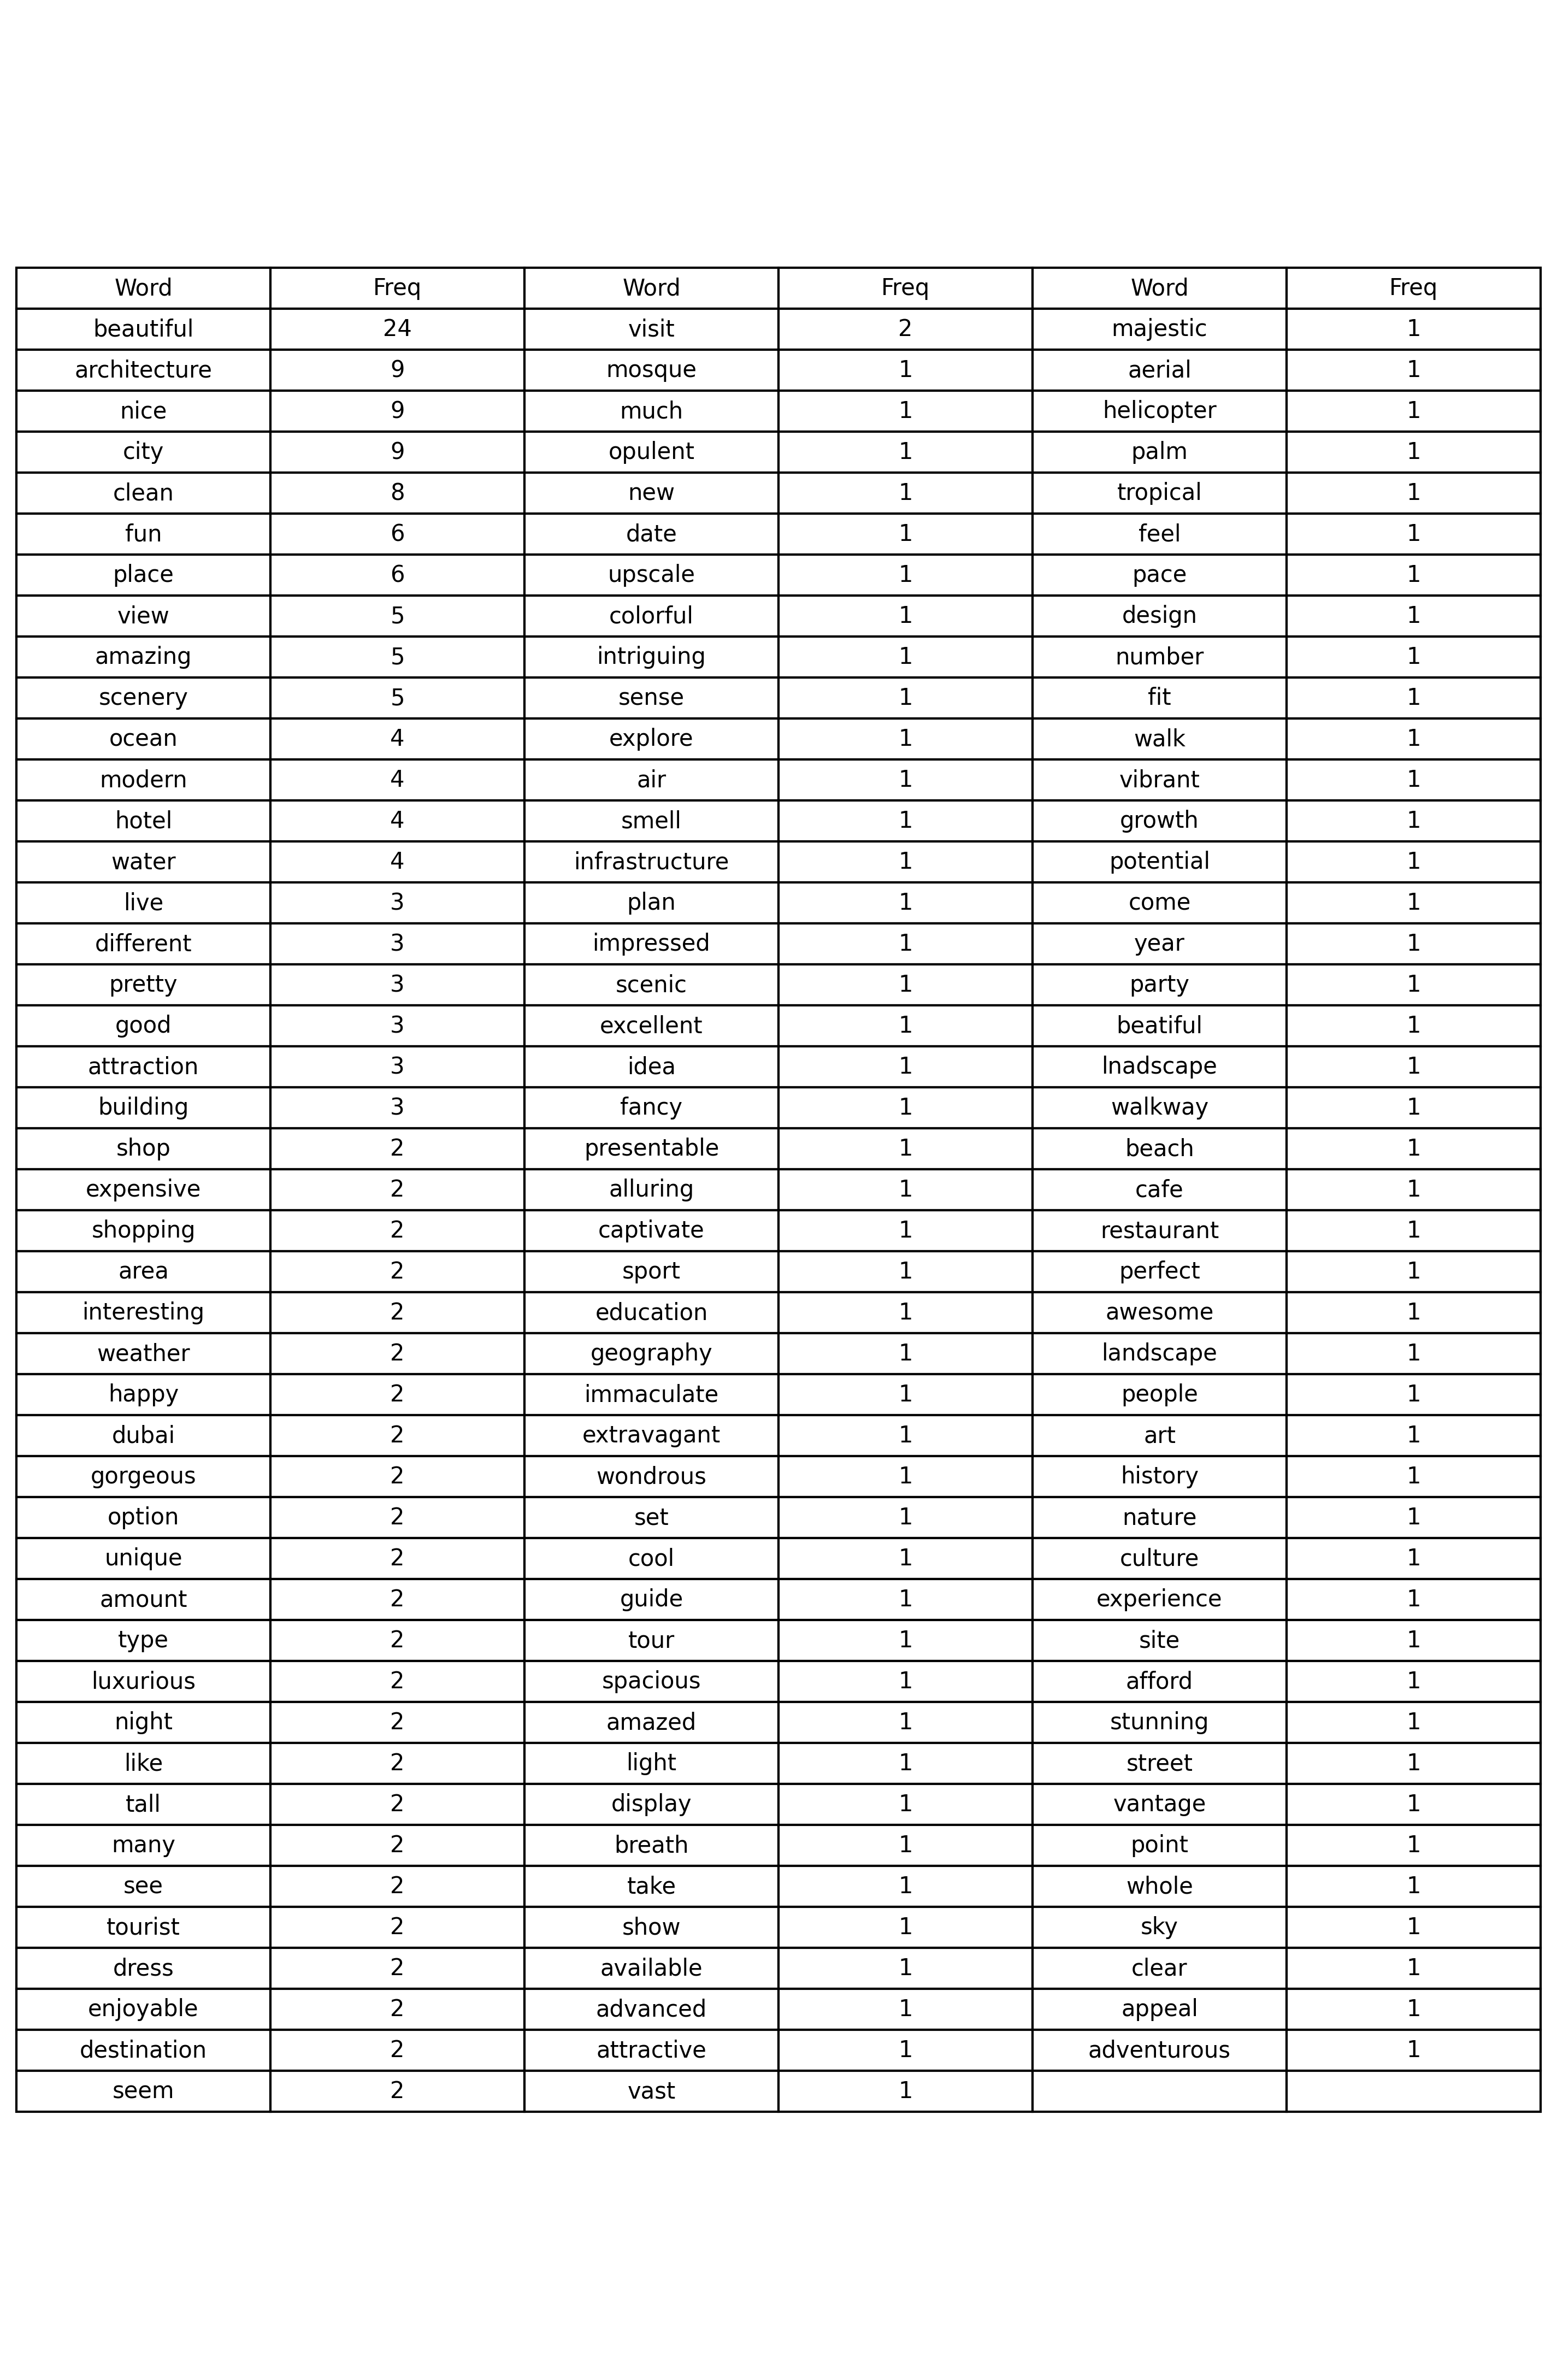 Word Freq Word Freq Word Freq
beautiful 24 visit 2 majestic 1
architecture 9 mosque 1 aerial 1
nice 9 much 1 helicopter 1
city 9 opulent 1 palm 1
clean 8 new 1 tropical 1
fun 6 date 1 feel 1
place 6 upscale 1 pace 1
view 5 colorful 1 design 1
amazing 5 intriguing 1 number 1
scenery 5 sense 1 fit 1
ocean 4 explore 1 walk 1
modern 4 air 1 vibrant 1
hotel 4 smell 1 growth 1
water 4 infrastructure 1 potential 1
live 3 plan 1 come 1
different 3 impressed 1 year 1
pretty 3 scenic 1 party 1
good 3 excellent 1 beatiful 1
attraction 3 idea 1 lnadscape 1
building 3 fancy 1 walkway 1
shop 2 presentable 1 beach 1
expensive 2 alluring 1 cafe 1
shopping 2 captivate 1 restaurant 1
area 2 sport 1 perfect 1
interesting 2 education 1 awesome 1
weather 2 geography 1 landscape 1
happy 2 immaculate 1 people 1
dubai 2 extravagant 1 art 1
gorgeous 2 wondrous 1 history 1
option 2 set 1 nature 1
unique 2 cool 1 culture 1
amount 2 guide 1 experience 1
type 2 tour 1 site 1
luxurious 2 spacious 1 afford 1
night 2 amazed 1 stunning 1
like 2 light 1 street 1
tall 2 display 1 vantage 1
many 2 breath 1 point 1
see 2 take 1 whole 1
tourist 2 show 1 sky 1
dress 2 available 1 clear 1
enjoyable 2 advanced 1 appeal 1
destination 2 attractive 1 adventurous 1
seem 2 vast 1